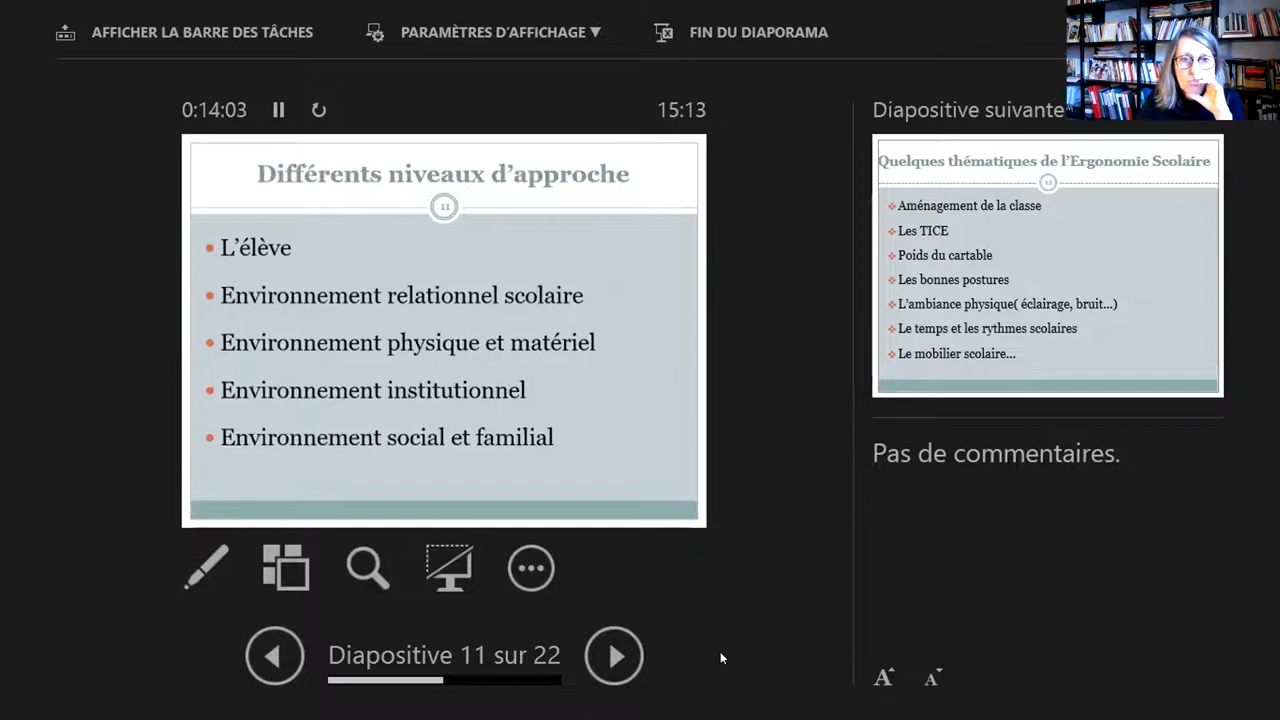 AFFICHER LA BARRE DES TÂCHES
PARAMÈTRES D'AFFICHAGE ▼
FIN DU DIAPORAMA
0:14:03
15:13
Différents niveaux d'approche
11
• L'élève
• Environnement relationnel scolaire
• Environnement physique et matériel
• Environnement institutionnel
• Environnement social et familial
Diapositive 11 sur 22
Diapositive suivante
Quelques thématiques de l'Ergonomie Scolaire
12
❖ Aménagement de la classe
❖ Les TICE
❖ Poids du cartable
❖ Les bonnes postures
❖ L'ambiance physique( éclairage, bruit...)
❖ Le temps et les rythmes scolaires
❖ Le mobilier scolaire...
Pas de commentaires.
A A